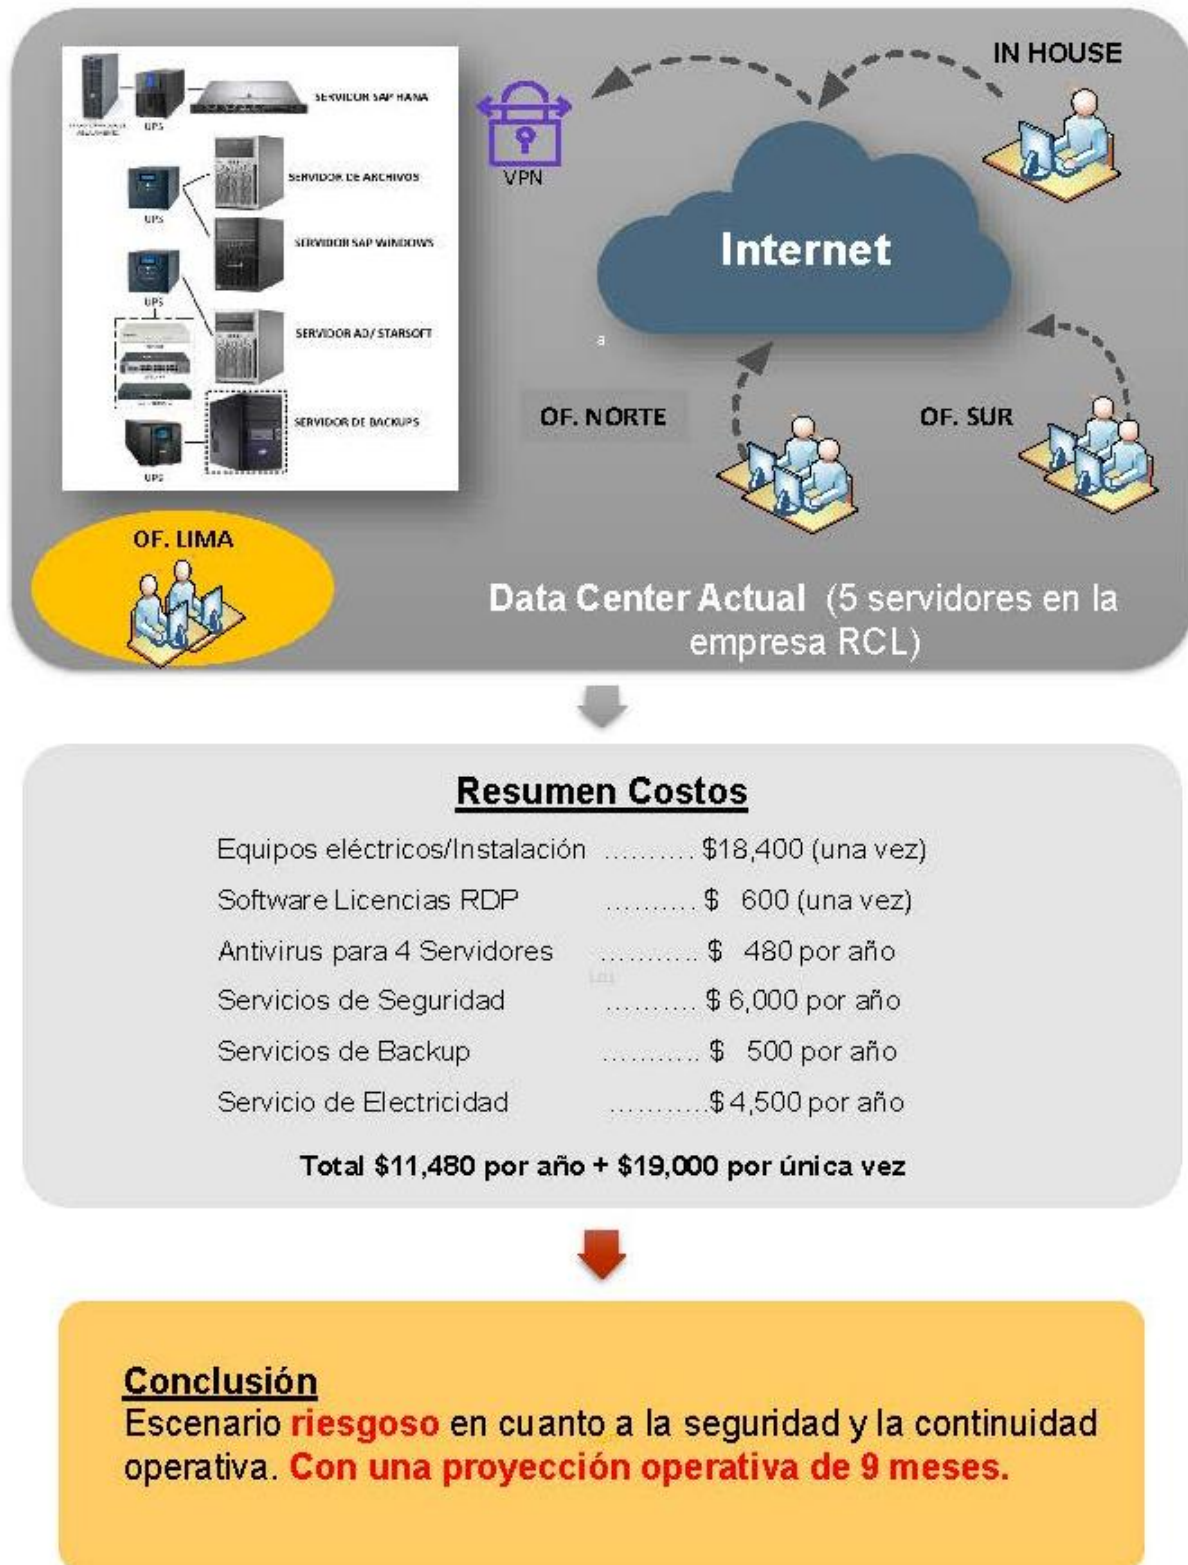 IN HOUSE
SERVIDOR SAP HANA
UPS
VPN
SERVIDOR DE ARCHIVOS
UPS
SERVIDOR SAP WINDOWS
Internet
UPS
SERVIDOR AD/ STARSOFT
a
OF. NORTE
OF. SUR
SERVIDOR DE BACKUPS
UPS
OF. LIMA
Data Center Actual (5 servidores en la
empresa RCL)
Resumen Costos
Equipos eléctricos/Instalación .......... $18,400 (una vez)
Software Licencias RDP .......... $ 600 (una vez)
Antivirus para 4 Servidores ........... $ 480 por año
Servicios de Seguridad .......... $ 6,000 por año
Servicios de Backup ........... $ 500 por año
Servicio de Electricidad ...........$ 4,500 por año
Total $11,480 por año + $19,000 por única vez
Conclusión
Escenario riesgoso en cuanto a la seguridad y la continuidad
operativa. Con una proyección operativa de 9 meses.